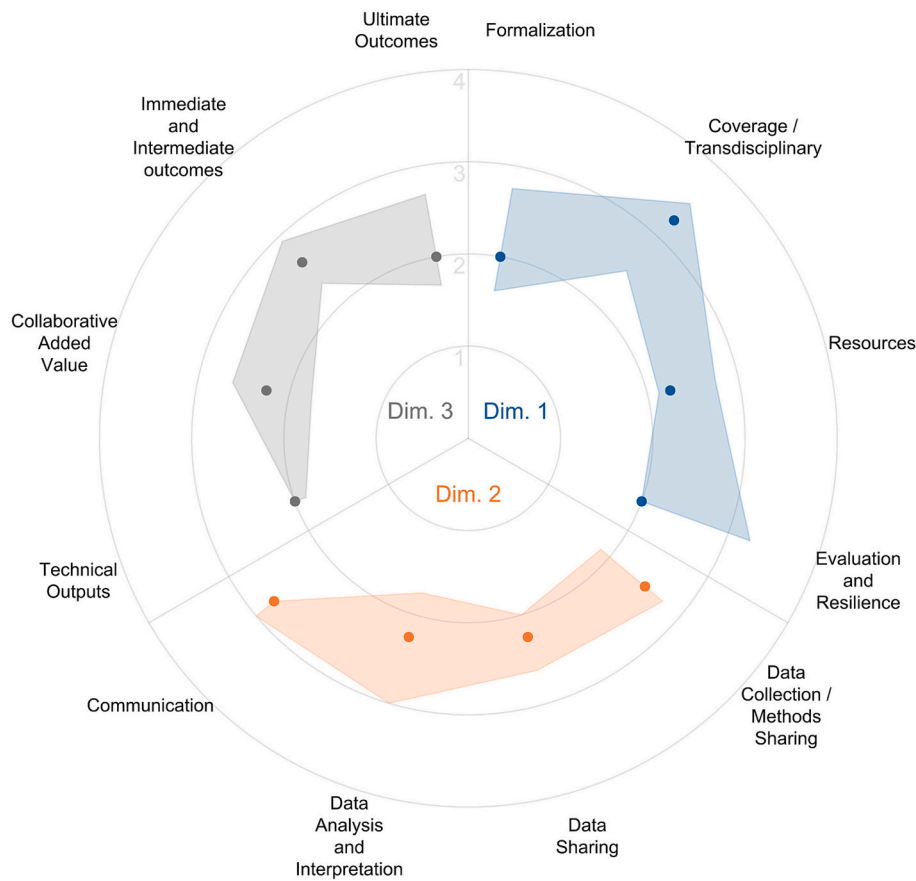 Ultimate
Outcomes
Formalization
4
Immediate
and
Intermediate
outcomes
Coverage /
Transdisciplinary
3
2
Collaborative
Added
Value
Resources
1
Dim. 3
Dim. 1
Dim. 2
Technical
Outputs
Evaluation
and
Resilience
Communication
Data
Collection /
Methods
Sharing
Data
Analysis
and
Interpretation
Data
Sharing